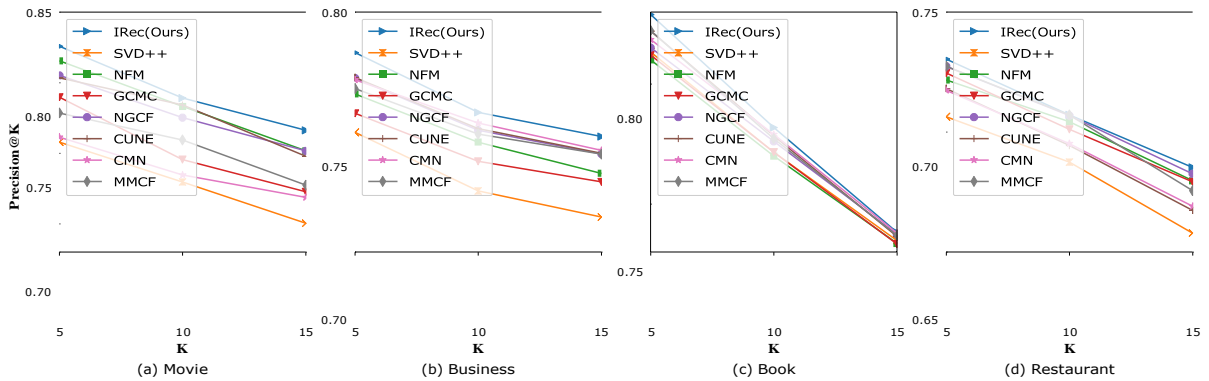 Precision@K
0.85
0.80
0.75
0.70
IRec(Ours)
SVD++
NFM
GCMC
NGCF
CUNE
CMN
MMCF
5 10 15
K
(a) Movie
0.80
0.75
0.70
IRec(Ours)
SVD++
NFM
GCMC
NGCF
CUNE
CMN
MMCF
5 10 15
K
(b) Business
0.80
0.75
IRec(Ours)
SVD++
NFM
GCMC
NGCF
CUNE
CMN
MMCF
5 10 15
K
(c) Book
0.75
0.70
0.65
IRec(Ours)
SVD++
NFM
GCMC
NGCF
CUNE
CMN
MMCF
5 10 15
K
(d) Restaurant